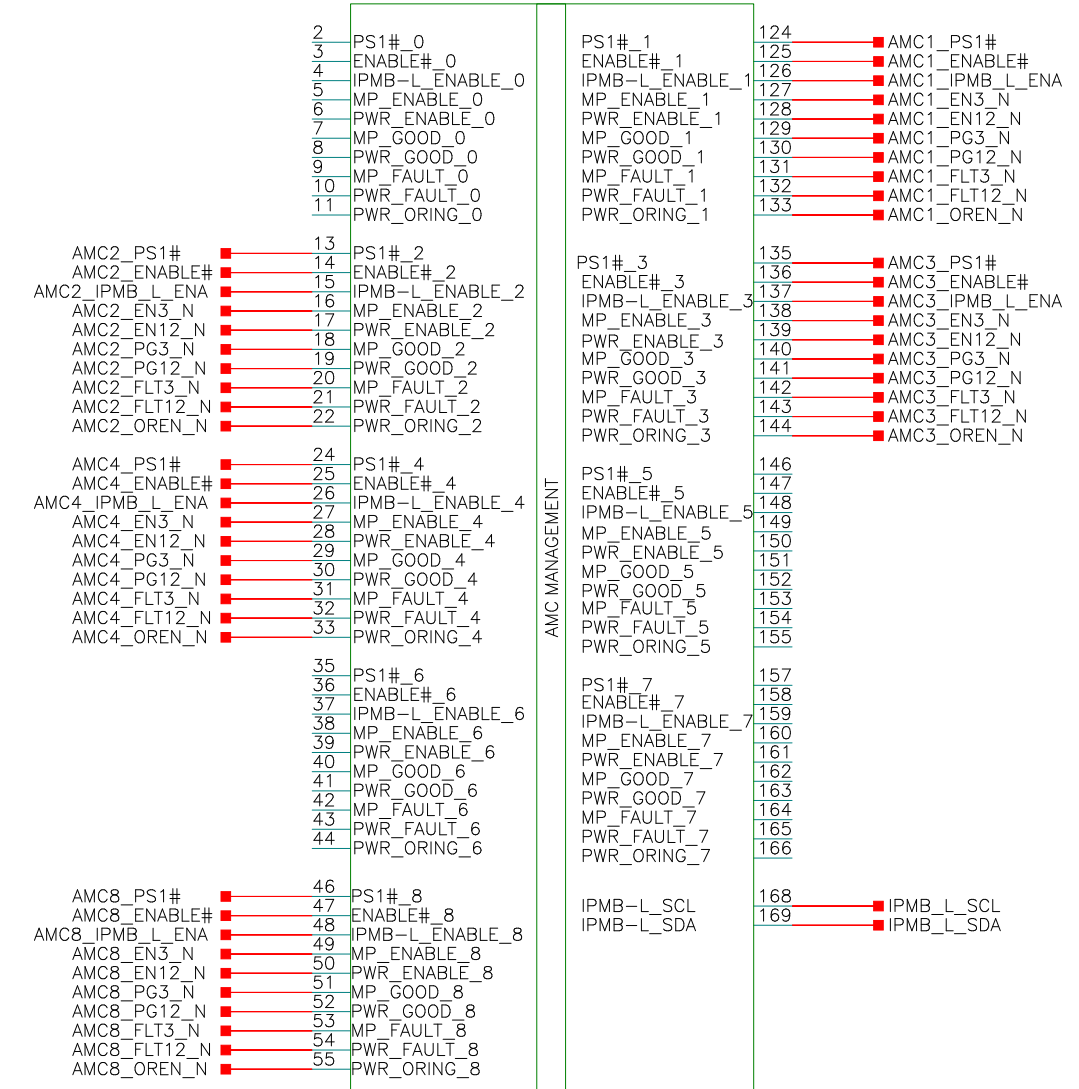 2 PS1#_0
3 ENABLE#_0
4 IPMB-L_ENABLE_0
5 MP_ENABLE_0
6 PWR_ENABLE_0
7 MP_GOOD_0
8 PWR_GOOD_0
9 MP_FAULT_0
10 PWR_FAULT_0
11 PWR_ORING_0
AMC2_PS1# 13 PS1#_2
AMC2_ENABLE# 14 ENABLE#_2
AMC2_IPMB_L_ENA 15 IPMB-L_ENABLE_2
AMC2_EN3_N 16 MP_ENABLE_2
AMC2_EN12_N 17 PWR_ENABLE_2
AMC2_PG3_N 18 MP_GOOD_2
AMC2_PG12_N 19 PWR_GOOD_2
AMC2_FLT3_N 20 MP_FAULT_2
AMC2_FLT12_N 21 PWR_FAULT_2
AMC2_OREN_N 22 PWR_ORING_2
AMC4_PS1# 24 PS1#_4
AMC4_ENABLE# 25 ENABLE#_4
AMC4_IPMB_L_ENA 26 IPMB-L_ENABLE_4
AMC4_EN3_N 27 MP_ENABLE_4
AMC4_EN12_N 28 PWR_ENABLE_4
AMC4_PG3_N 29 MP_GOOD_4
AMC4_PG12_N 30 PWR_GOOD_4
AMC4_FLT3_N 31 MP_FAULT_4
AMC4_FLT12_N 32 PWR_FAULT_4
AMC4_OREN_N 33 PWR_ORING_4
35 PS1#_6
36 ENABLE#_6
37 IPMB-L_ENABLE_6
38 MP_ENABLE_6
39 PWR_ENABLE_6
40 MP_GOOD_6
41 PWR_GOOD_6
42 MP_FAULT_6
43 PWR_FAULT_6
44 PWR_ORING_6
AMC8_PS1# 46 PS1#_8
AMC8_ENABLE# 47 ENABLE#_8
AMC8_IPMB_L_ENA 48 IPMB-L_ENABLE_8
AMC8_EN3_N 49 MP_ENABLE_8
AMC8_EN12_N 50 PWR_ENABLE_8
AMC8_PG3_N 51 MP_GOOD_8
AMC8_PG12_N 52 PWR_GOOD_8
AMC8_FLT3_N 53 MP_FAULT_8
AMC8_FLT12_N 54 PWR_FAULT_8
AMC8_OREN_N 55 PWR_ORING_8
AMC MANAGEMENT
PS1#_1 124 AMC1_PS1#
ENABLE#_1 125 AMC1_ENABLE#
IPMB-L_ENABLE_1 126 AMC1_IPMB_L_ENA
MP_ENABLE_1 127 AMC1_EN3_N
PWR_ENABLE_1 128 AMC1_EN12_N
MP_GOOD_1 129 AMC1_PG3_N
PWR_GOOD_1 130 AMC1_PG12_N
MP_FAULT_1 131 AMC1_FLT3_N
PWR_FAULT_1 132 AMC1_FLT12_N
PWR_ORING_1 133 AMC1_OREN_N
PS1#_3 135 AMC3_PS1#
ENABLE#_3 136 AMC3_ENABLE#
IPMB-L_ENABLE_3 137 AMC3_IPMB_L_ENA
MP_ENABLE_3 138 AMC3_EN3_N
PWR_ENABLE_3 139 AMC3_EN12_N
MP_GOOD_3 140 AMC3_PG3_N
PWR_GOOD_3 141 AMC3_PG12_N
MP_FAULT_3 142 AMC3_FLT3_N
PWR_FAULT_3 143 AMC3_FLT12_N
PWR_ORING_3 144 AMC3_OREN_N
PS1#_5 146
ENABLE#_5 147
IPMB-L_ENABLE_5 148
MP_ENABLE_5 149
PWR_ENABLE_5 150
MP_GOOD_5 151
PWR_GOOD_5 152
MP_FAULT_5 153
PWR_FAULT_5 154
PWR_ORING_5 155
PS1#_7 157
ENABLE#_7 158
IPMB-L_ENABLE_7 159
MP_ENABLE_7 160
PWR_ENABLE_7 161
MP_GOOD_7 162
PWR_GOOD_7 163
MP_FAULT_7 164
PWR_FAULT_7 165
PWR_ORING_7 166
IPMB-L_SCL 168 IPMB_L_SCL
IPMB-L_SDA 169 IPMB_L_SDA